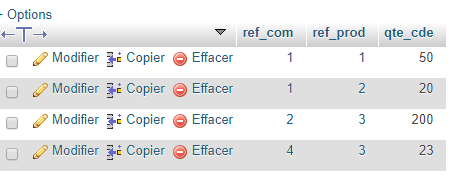 + Options
ref_com ref_prod qte_cde
Modifier Copier Effacer 1 1 50
Modifier Copier Effacer 1 2 20
Modifier Copier Effacer 2 3 200
Modifier Copier Effacer 4 3 23